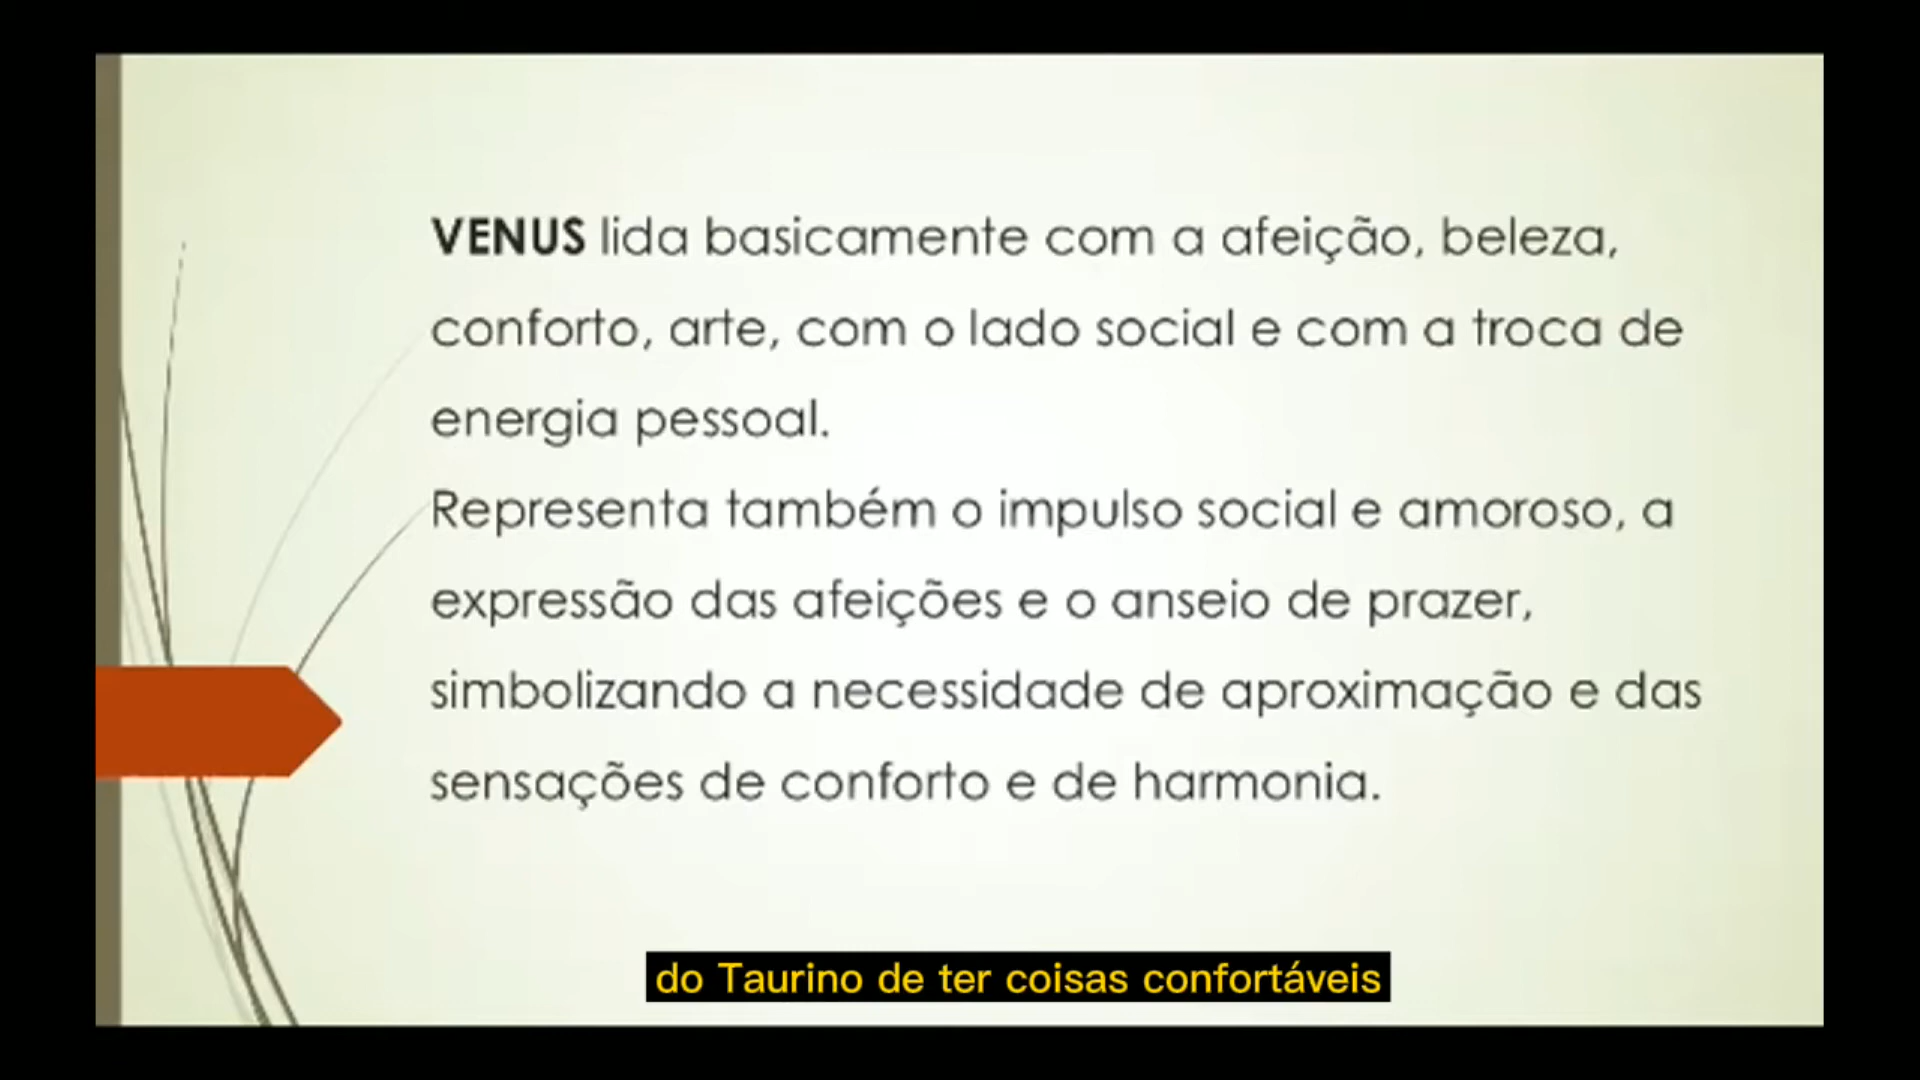 VENUS lida basicamente com a afeição, beleza,
conforto, arte, com o lado social e com a troca de
energia pessoal.
Representa também o impulso social e amoroso, a
expressão das afeições e o anseio de prazer,
simbolizando a necessidade de aproximação e das
sensações de conforto e de harmonia.
do Taurino de ter coisas confortáveis